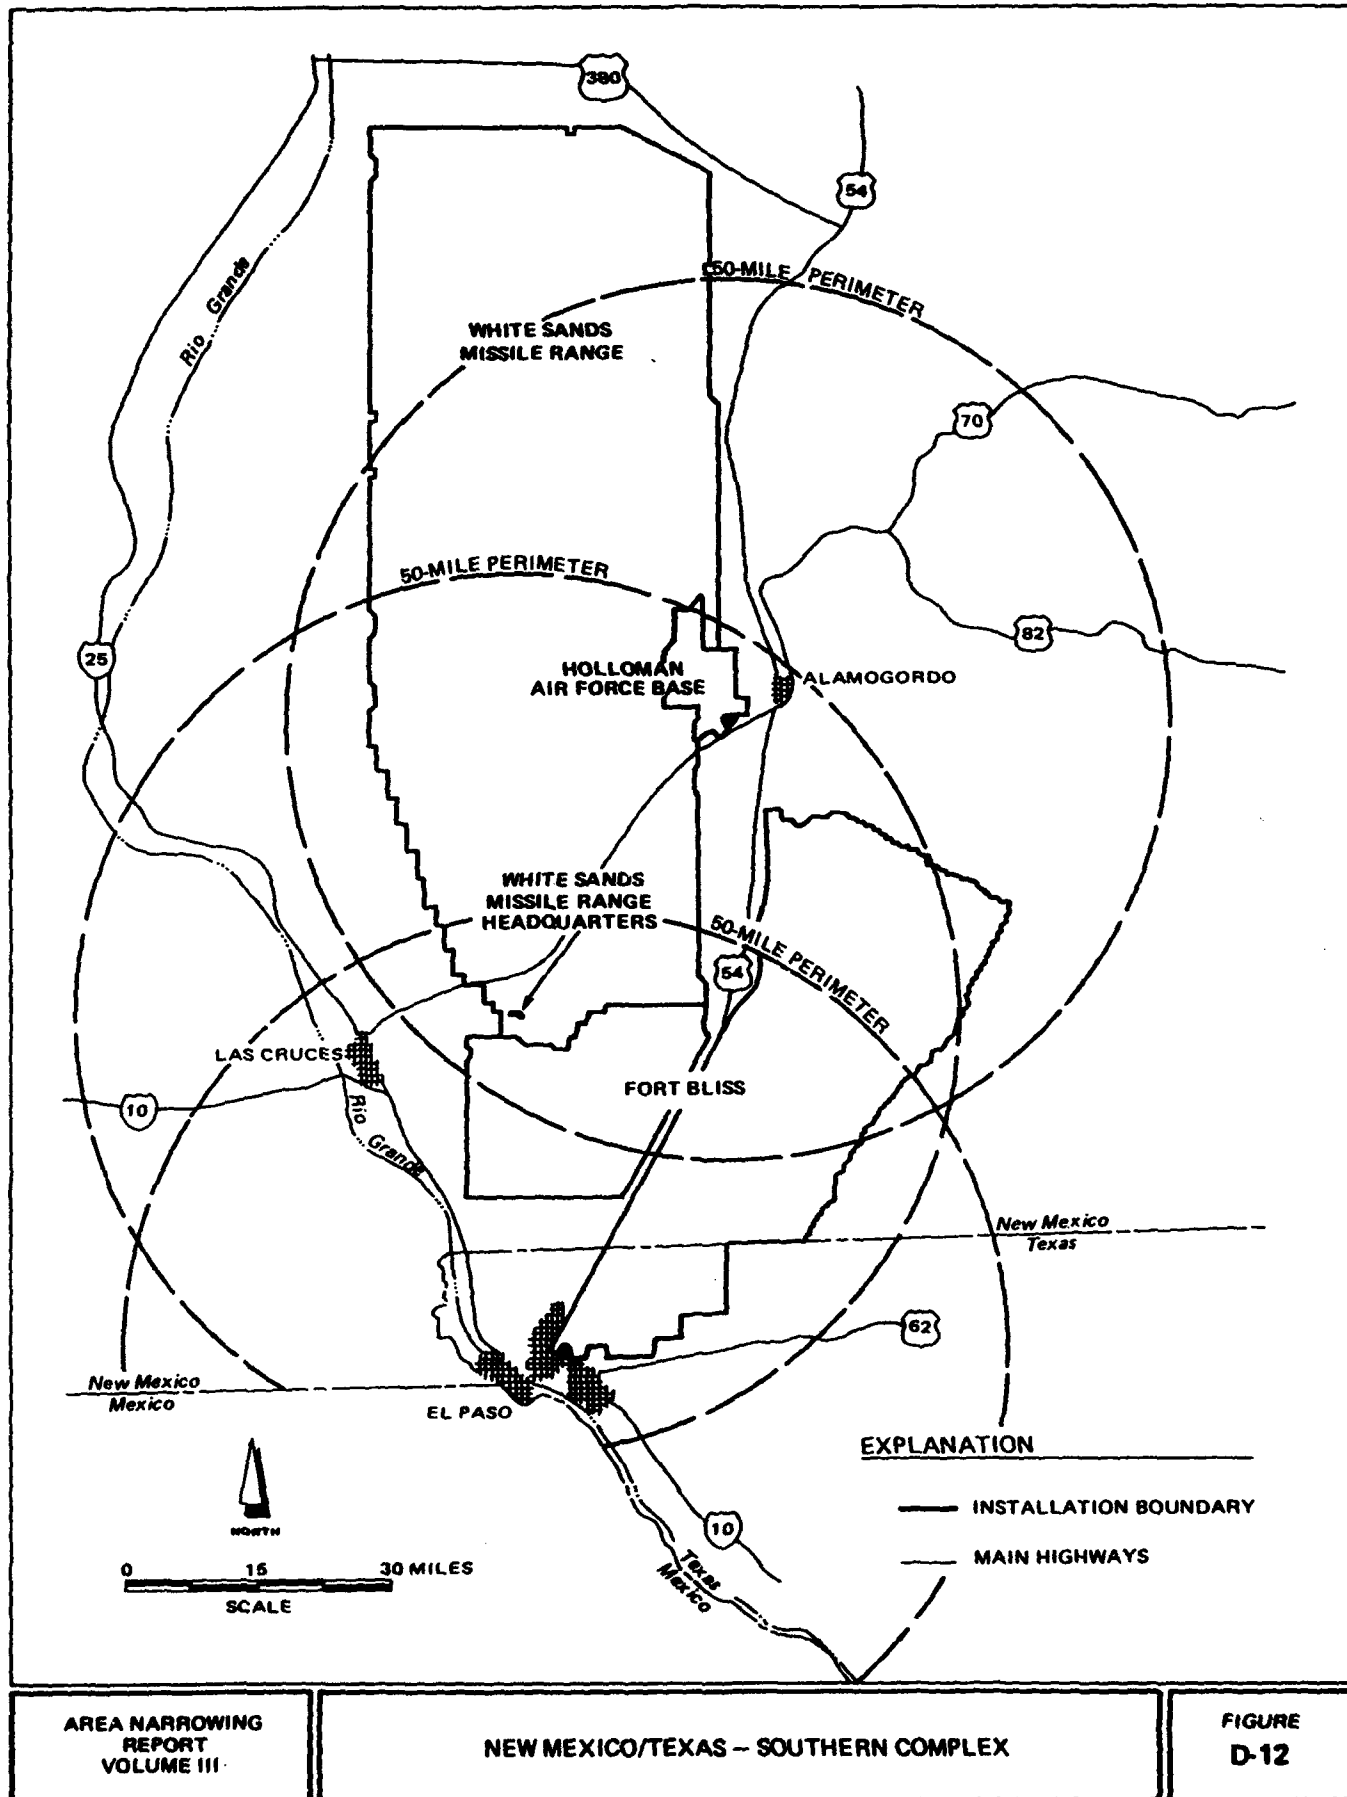 380
54
Rio Grande
50-MILE PERIMETER
WHITE SANDS
MISSILE RANGE
70
50-MILE PERIMETER
82
25
HOLLOMAN
AIR FORCE BASE
ALAMOGORDO
WHITE SANDS
MISSILE RANGE
HEADQUARTERS
50-MILE PERIMETER
54
LAS CRUCES
FORT BLISS
10
Rio Grande
New Mexico
Texas
62
New Mexico
Mexico
EL PASO
EXPLANATION
INSTALLATION BOUNDARY
MAIN HIGHWAYS
NORTH
10
0 15 30 MILES
SCALE
Texas
Mexico
AREA NARROWING
REPORT
VOLUME III
NEW MEXICO/TEXAS – SOUTHERN COMPLEX
FIGURE
D-12